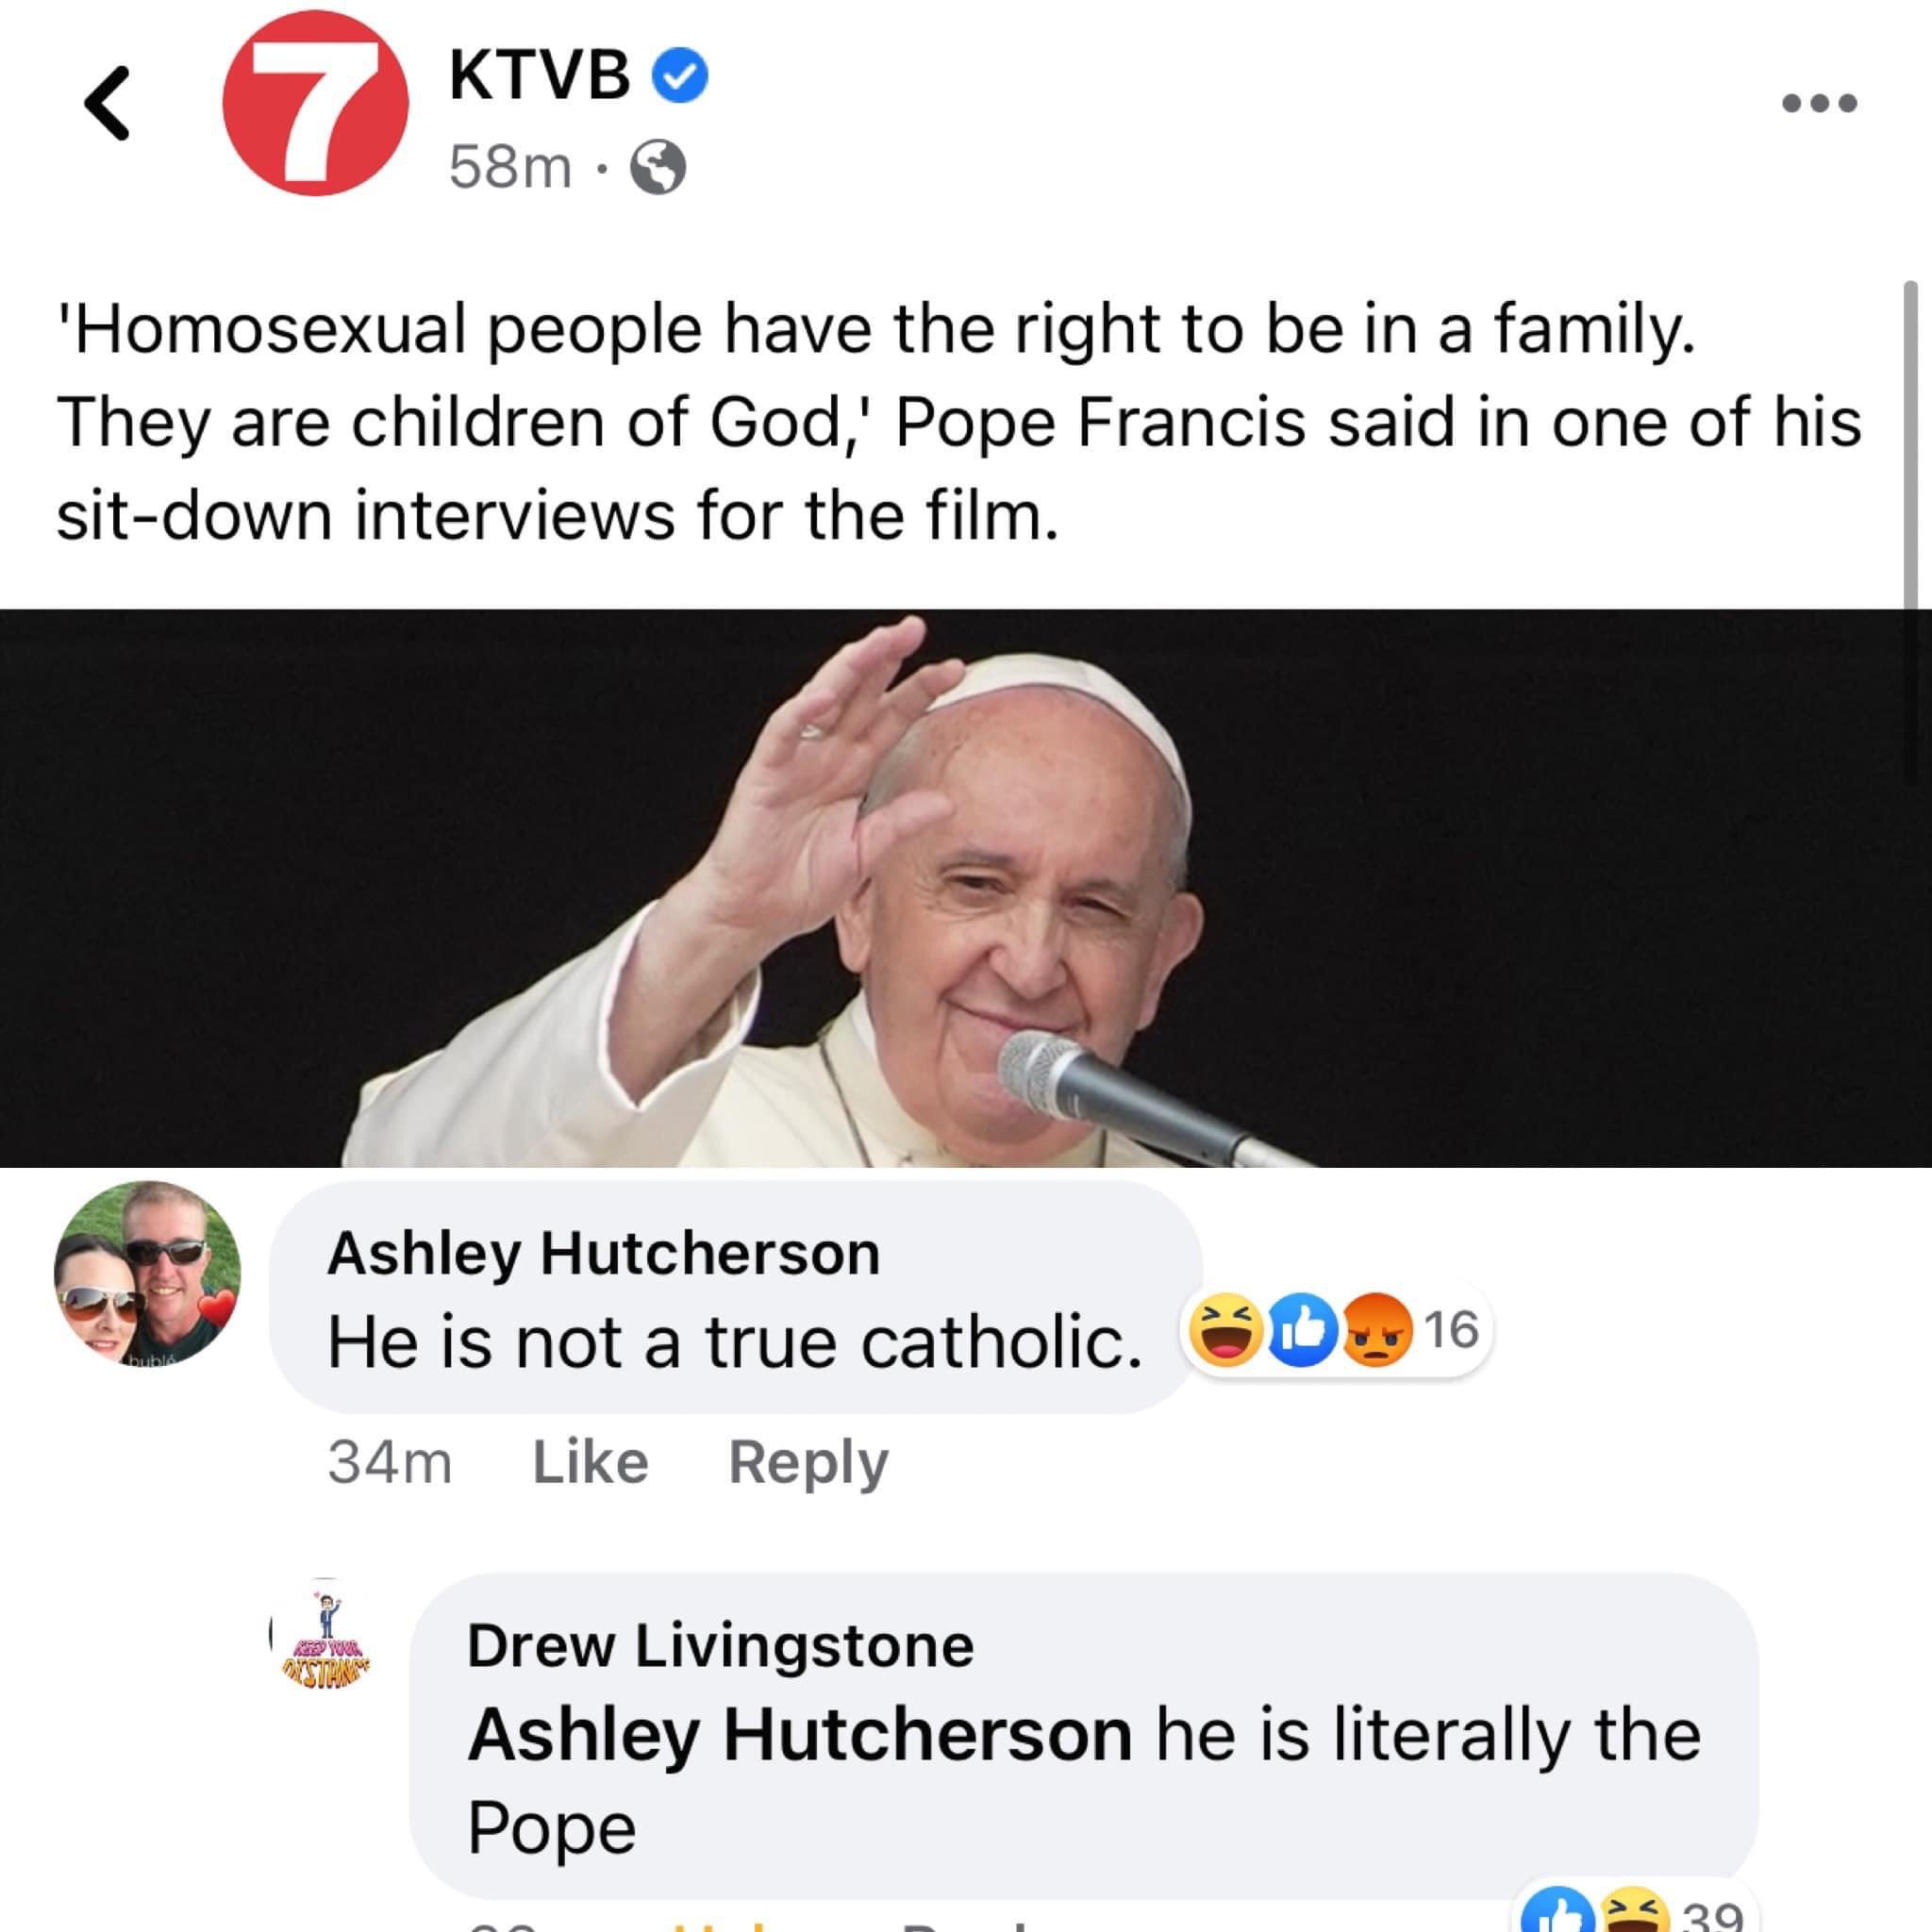 7
KTVB
58m
'Homosexual people have the right to be in a family.
They are children of God,' Pope Francis said in one of his
sit-down interviews for the film.
bublé
Ashley Hutcherson
He is not a true catholic.
16
34m Like Reply
KEEP YOUR
DISTANCE
Drew Livingstone
Ashley Hutcherson he is literally the
Pope
39